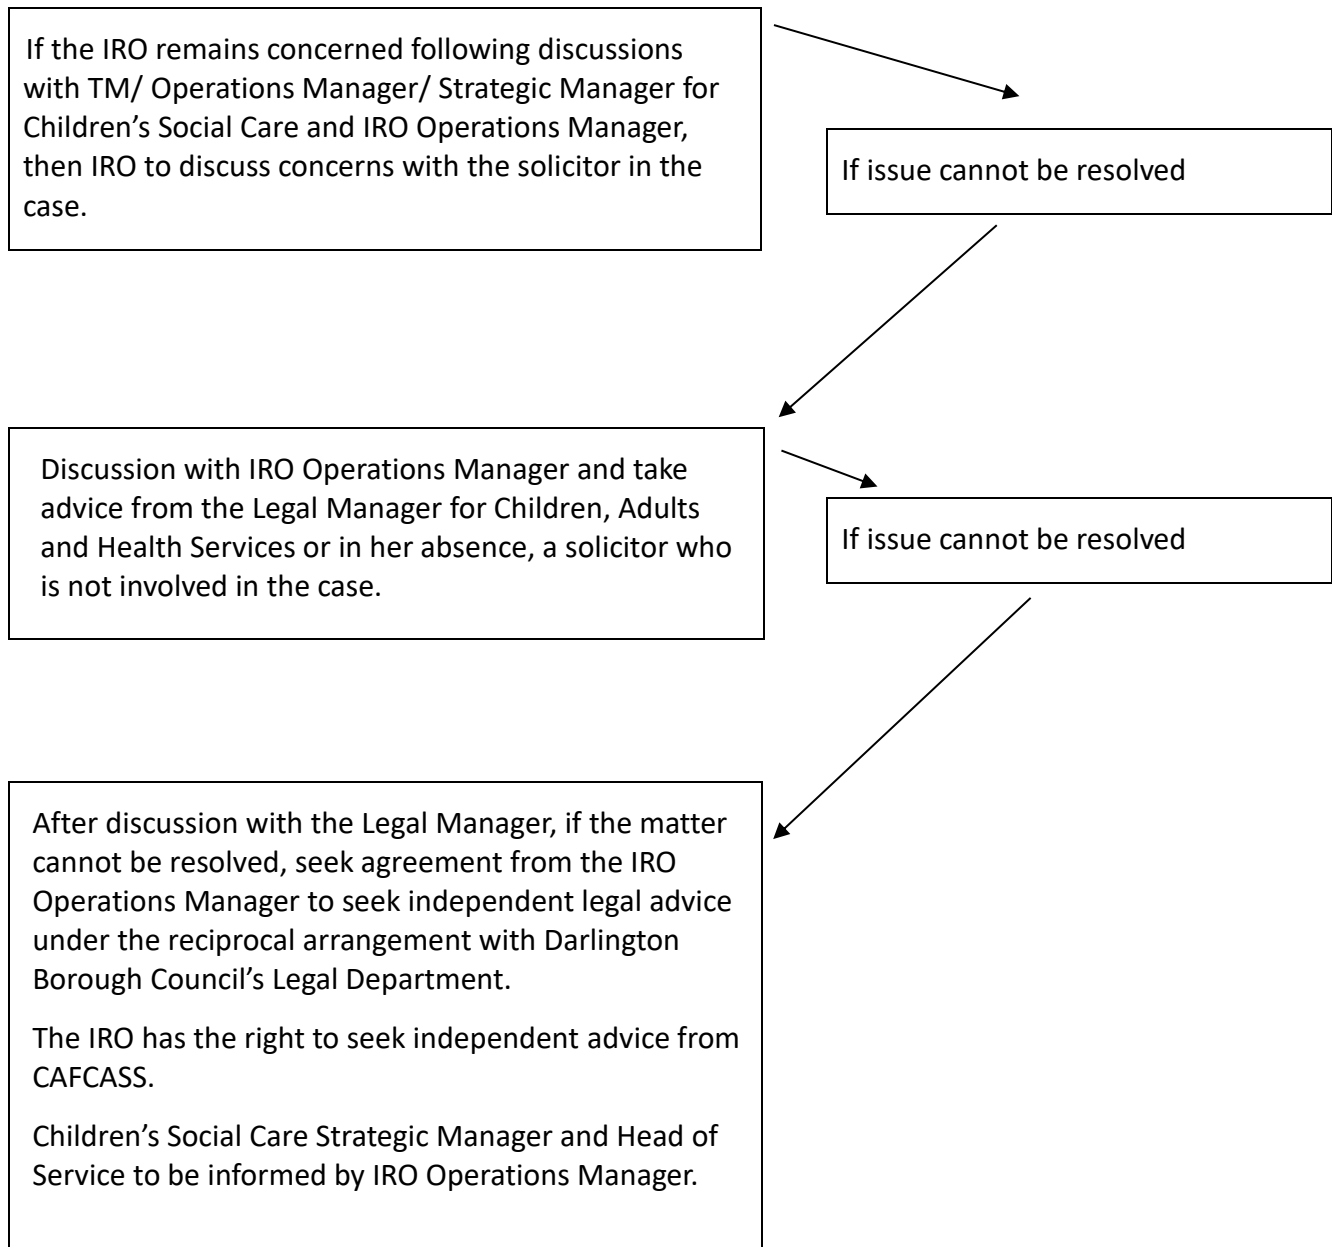 If the IRO remains concerned following discussions
with TM/ Operations Manager/ Strategic Manager for
Children’s Social Care and IRO Operations Manager,
then IRO to discuss concerns with the solicitor in the
case.
If issue cannot be resolved
Discussion with IRO Operations Manager and take
advice from the Legal Manager for Children, Adults
and Health Services or in her absence, a solicitor who
is not involved in the case.
If issue cannot be resolved
After discussion with the Legal Manager, if the matter
cannot be resolved, seek agreement from the IRO
Operations Manager to seek independent legal advice
under the reciprocal arrangement with Darlington
Borough Council’s Legal Department.
The IRO has the right to seek independent advice from
CAFCASS.
Children’s Social Care Strategic Manager and Head of
Service to be informed by IRO Operations Manager.